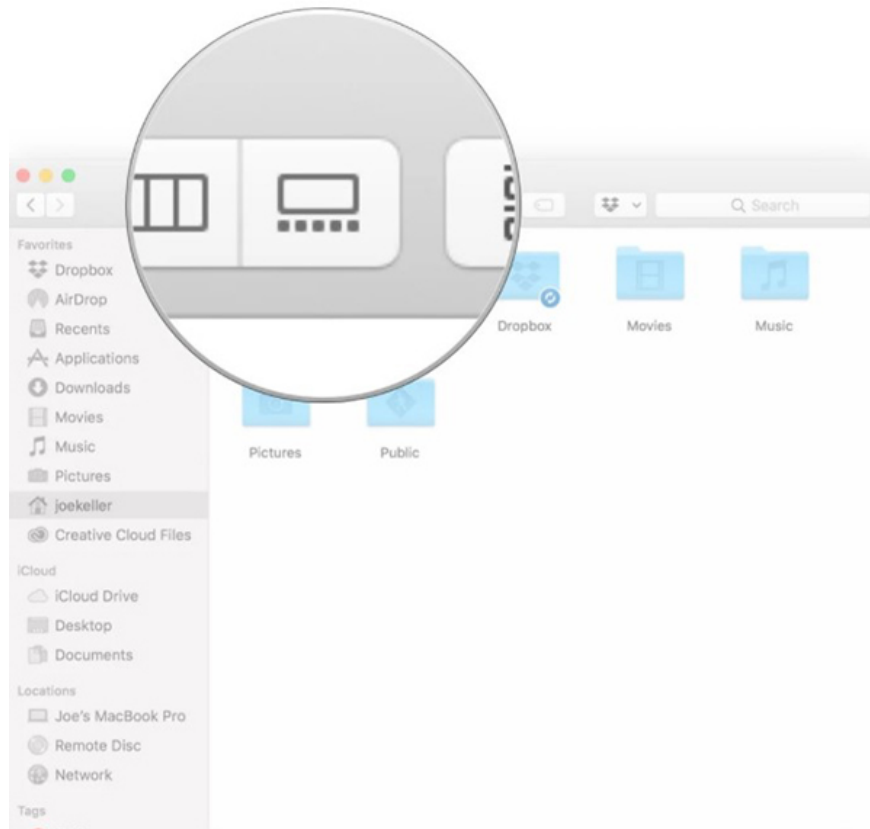 Search
Favorites
Dropbox
AirDrop
Recents
Applications
Downloads
Movies
Music
Pictures
joekeller
Creative Cloud Files
iCloud
iCloud Drive
Desktop
Documents
Locations
Joe's MacBook Pro
Remote Disc
Network
Tags
Dropbox
Movies
Music
Pictures
Public